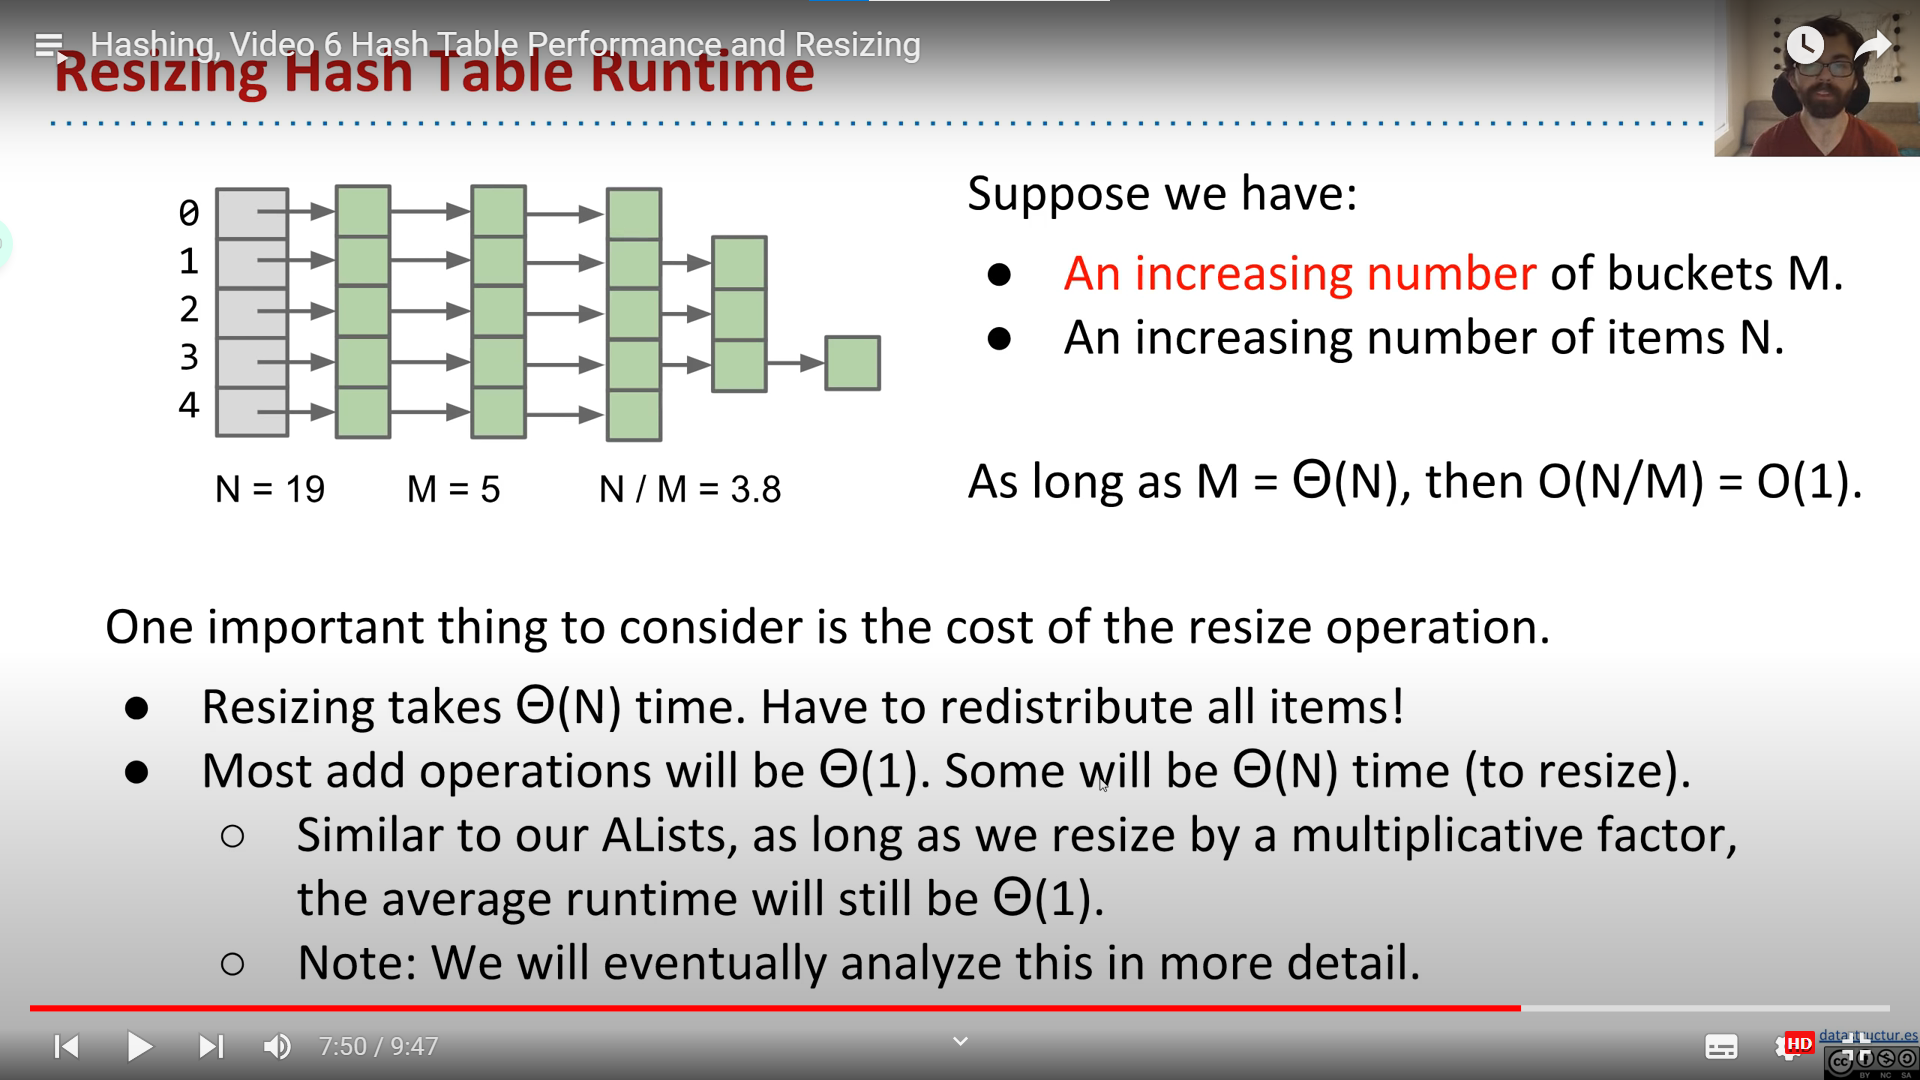 Hashing, Video 6 Hash Table Performance and Resizing
Resizing Hash Table Runtime
0
1
2
3
4
N = 19 M = 5 N / M = 3.8
Suppose we have:
● An increasing number of buckets M.
● An increasing number of items N.
As long as M = Θ(N), then O(N/M) = O(1).
One important thing to consider is the cost of the resize operation.
● Resizing takes Θ(N) time. Have to redistribute all items!
● Most add operations will be Θ(1). Some will be Θ(N) time (to resize).
○ Similar to our ALists, as long as we resize by a multiplicative factor,
the average runtime will still be Θ(1).
○ Note: We will eventually analyze this in more detail.
7:50 / 9:47
HD
datastructur.es
cc
BY NC SA